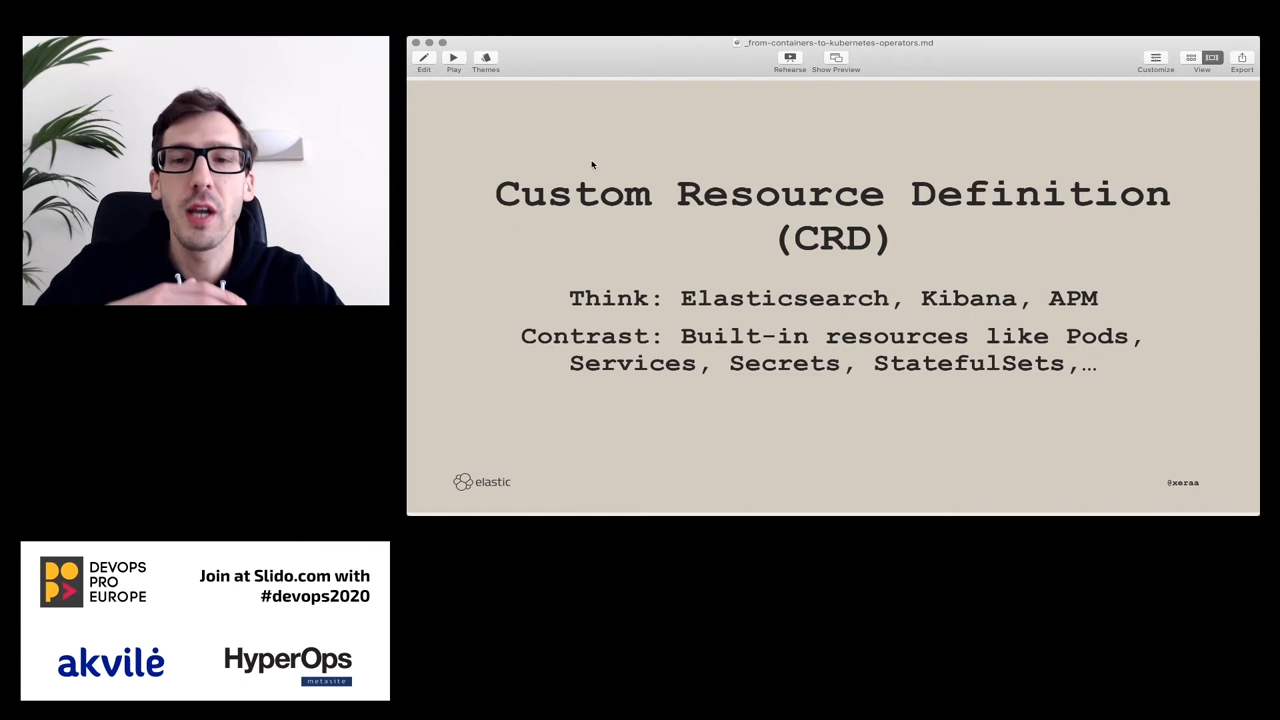 _from-containers-to-kubernetes-operators.md
Edit
Play
Themes
Rehearse
Show Preview
Customize
View
Export
Custom Resource Definition
(CRD)
Think: Elasticsearch, Kibana, APM
Contrast: Built-in resources like Pods,
Services, Secrets, StatefulSets,…
elastic
@xeraa
DEVOPS
PRO
EUROPE
Join at Slido.com with
#devops2020
akvilė
HyperOps
metasite